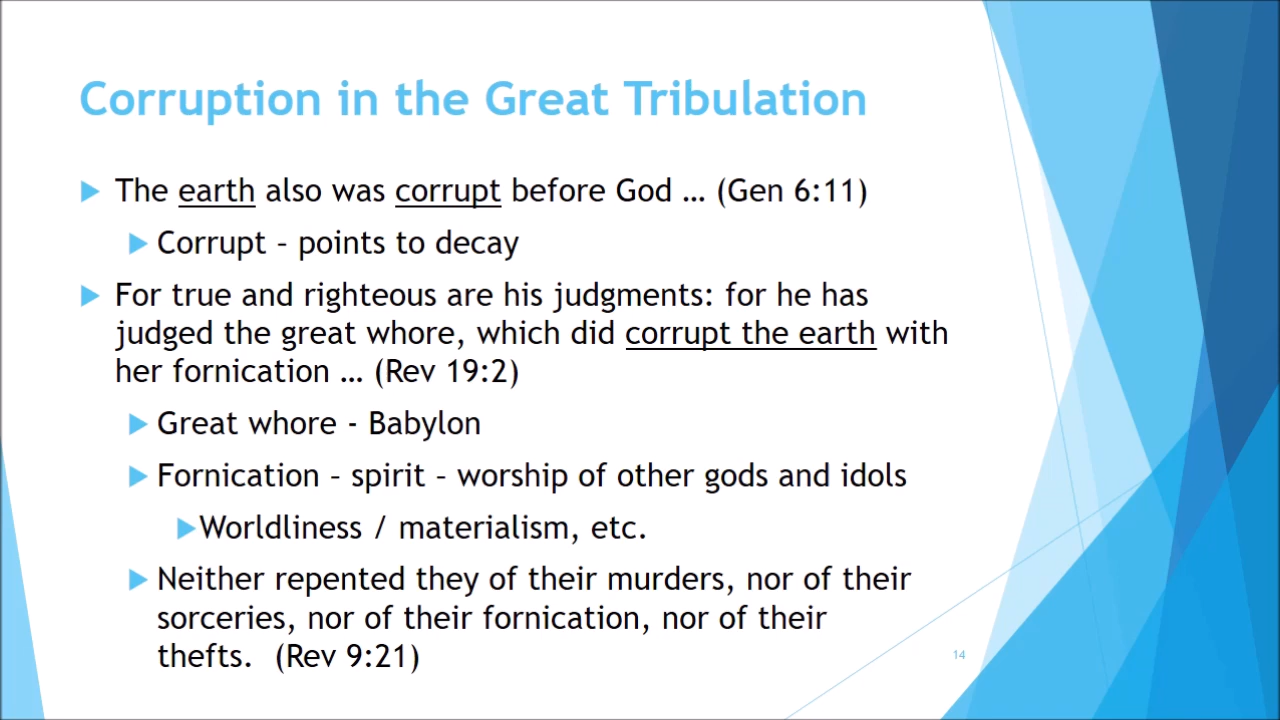 Corruption in the Great Tribulation
The earth also was corrupt before God … (Gen 6:11)
Corrupt – points to decay
For true and righteous are his judgments: for he has
judged the great whore, which did corrupt the earth with
her fornication … (Rev 19:2)
Great whore - Babylon
Fornication – spirit – worship of other gods and idols
Worldliness / materialism, etc.
Neither repented they of their murders, nor of their
sorceries, nor of their fornication, nor of their
thefts.  (Rev 9:21)
14